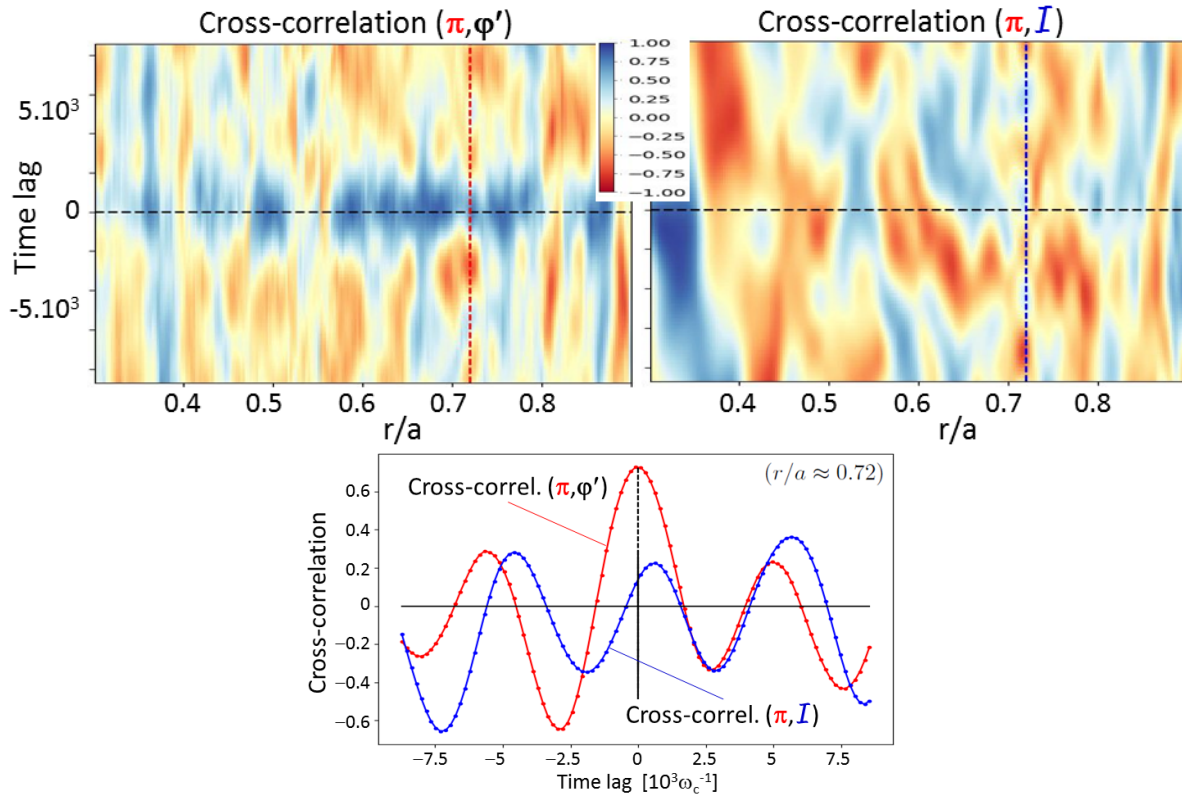 Cross-correlation (π,φ′)
Cross-correlation (π,I)
1.00
0.75
0.50
0.25
0.00
−0.25
−0.50
−0.75
−1.00
Time lag
5.10³
0
-5.10³
0.4 0.5 0.6 0.7 0.8
r/a
0.4 0.5 0.6 0.7 0.8
r/a
(r/a ≈ 0.72)
Cross-correl. (π,φ′)
Cross-correl. (π,I)
Cross-correlation
0.6
0.4
0.2
0
−0.2
−0.4
−0.6
−7.5 −5 −2.5 0 2.5 5 7.5
Time lag [10³ω_c⁻¹]